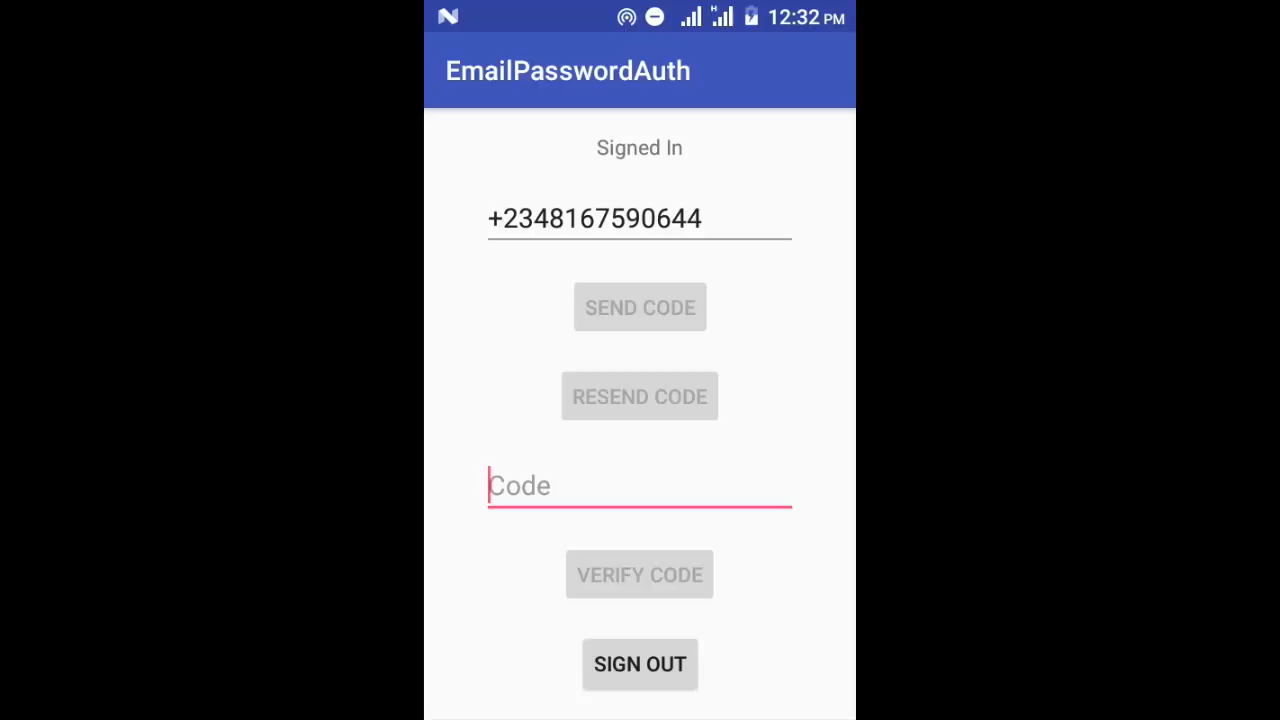 H 12:32 PM
EmailPasswordAuth
Signed In
+2348167590644
SEND CODE
RESEND CODE
Code
VERIFY CODE
SIGN OUT